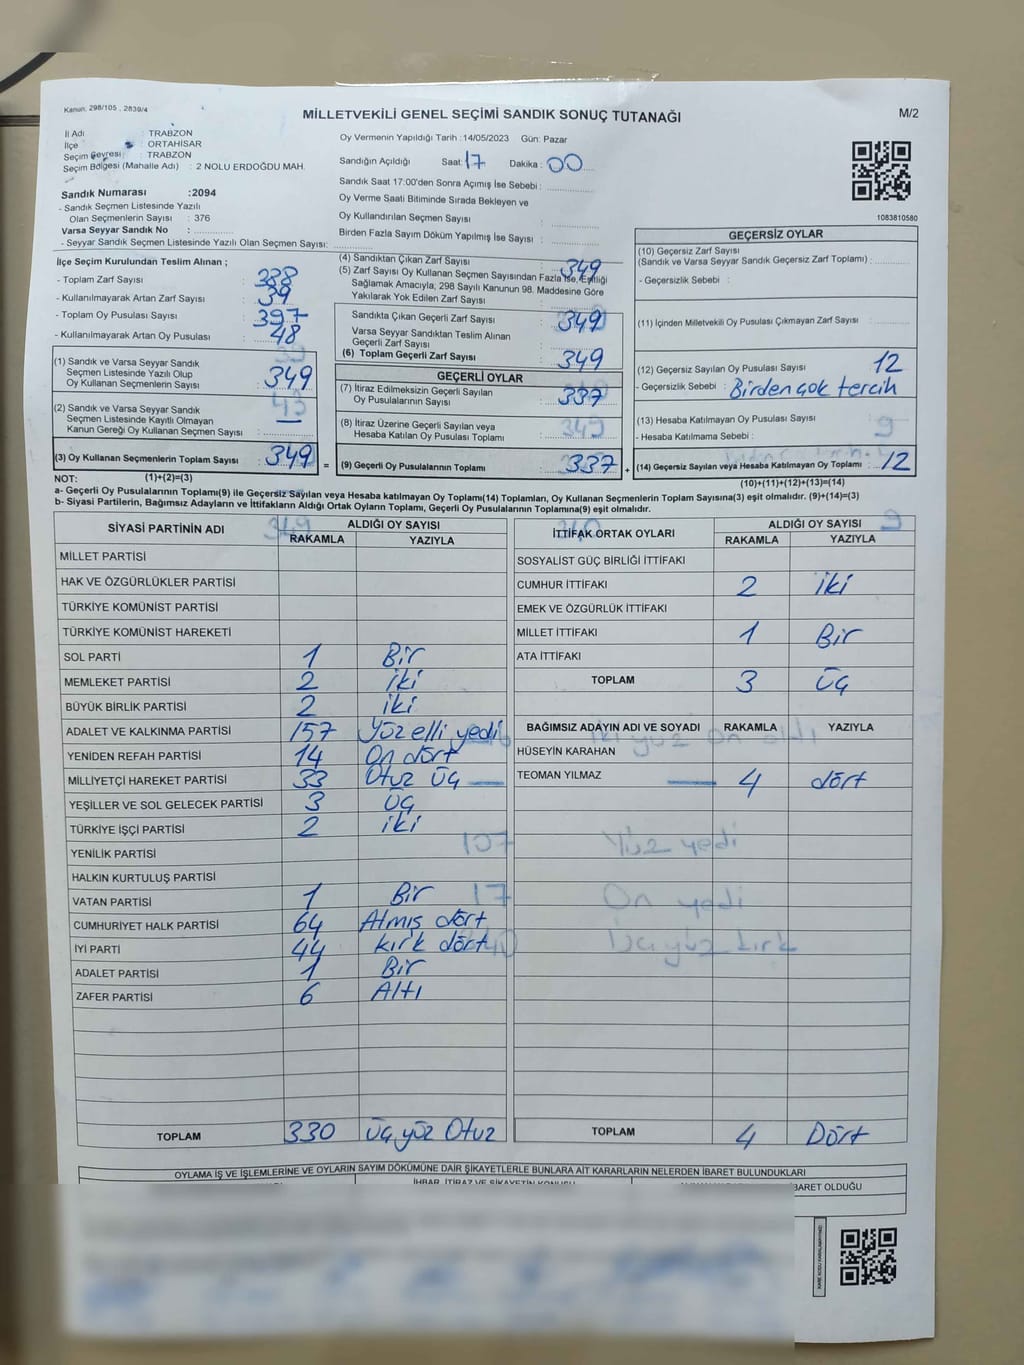 Kanun, 298/105 , 2839/4
MİLLETVEKİLİ GENEL SEÇİMİ SANDIK SONUÇ TUTANAĞI
M/2
İl Adı : TRABZON
İlçe : ORTAHİSAR
Seçim Çevresi : TRABZON
Seçim Bölgesi (Mahalle Adı) : 2 NOLU ERDOĞDU MAH.
Sandık Numarası :2094
- Sandık Seçmen Listesinde Yazılı
Olan Seçmenlerin Sayısı : 376
Varsa Seyyar Sandık No :
- Seyyar Sandık Seçmen Listesinde Yazılı Olan Seçmen Sayısı:
Oy Vermenin Yapıldığı Tarih :14/05/2023 Gün: Pazar
Sandığın Açıldığı Saat: 17 Dakika : 00
Sandık Saat 17:00'den Sonra Açımış İse Sebebi :
Oy Verme Saati Bitiminde Sırada Bekleyen ve
Oy Kullandırılan Seçmen Sayısı :
Birden Fazla Sayım Döküm Yapılmış İse Sayısı :
1083810580
İlçe Seçim Kurulundan Teslim Alınan ;
- Toplam Zarf Sayısı : 388
- Kullanılmayarak Artan Zarf Sayısı : 39
- Toplam Oy Pusulası Sayısı : 397
- Kullanılmayarak Artan Oy Pusulası : 48
(1) Sandık ve Varsa Seyyar Sandık
Seçmen Listesinde Yazılı Olup
Oy Kullanan Seçmenlerin Sayısı : 349
(2) Sandık ve Varsa Seyyar Sandık
Seçmen Listesinde Kayıtlı Olmayan
Kanun Gereği Oy Kullanan Seçmen Sayısı : —
(3) Oy Kullanan Seçmenlerin Toplam Sayısı : 349 =
(4) Sandıktan Çıkan Zarf Sayısı : 349
(5) Zarf Sayısı Oy Kullanan Seçmen Sayısından Fazla İse, Eşitliği
Sağlamak Amacıyla, 298 Sayılı Kanunun 98. Maddesine Göre
Yakılarak Yok Edilen Zarf Sayısı :
Sandıkta Çıkan Geçerli Zarf Sayısı : 349
Varsa Seyyar Sandıktan Teslim Alınan
Geçerli Zarf Sayısı :
(6) Toplam Geçerli Zarf Sayısı : 349
GEÇERLİ OYLAR
(7) İtiraz Edilmeksizin Geçerli Sayılan
Oy Pusulalarının Sayısı : 337
(8) İtiraz Üzerine Geçerli Sayılan veya
Hesaba Katılan Oy Pusulası Toplamı :
(9) Geçerli Oy Pusulalarının Toplamı : 337 +
GEÇERSİZ OYLAR
(10) Geçersiz Zarf Sayısı
(Sandık ve Varsa Seyyar Sandık Geçersiz Zarf Toplamı) :
- Geçersizlik Sebebi :
(11) İçinden Milletvekili Oy Pusulası Çıkmayan Zarf Sayısı :
(12) Geçersiz Sayılan Oy Pusulası Sayısı : 12
- Geçersizlik Sebebi : Birden çok tercih
(13) Hesaba Katılmayan Oy Pusulası Sayısı :
- Hesaba Katılmama Sebebi :
(14) Geçersiz Sayılan veya Hesaba Katılmayan Oy Toplamı : 12
NOT: (1)+(2)=(3)
(10)+(11)+(12)+(13)=(14)
a- Geçerli Oy Pusulalarının Toplamı(9) ile Geçersiz Sayılan veya Hesaba katılmayan Oy Toplamı(14) Toplamları, Oy Kullanan Seçmenlerin Toplam Sayısına(3) eşit olmalıdır. (9)+(14)=(3)
b- Siyasi Partilerin, Bağımsız Adayların ve İttifakların Aldığı Ortak Oyların Toplamı, Geçerli Oy Pusulalarının Toplamına(9) eşit olmalıdır.
SİYASİ PARTİNİN ADI ALDIĞI OY SAYISI
RAKAMLA YAZIYLA
MİLLET PARTİSİ
HAK VE ÖZGÜRLÜKLER PARTİSİ
TÜRKİYE KOMÜNİST PARTİSİ
TÜRKİYE KOMÜNİST HAREKETİ
SOL PARTİ 1 Bir
MEMLEKET PARTİSİ 2 iki
BÜYÜK BİRLİK PARTİSİ 2 iki
ADALET VE KALKINMA PARTİSİ 157 Yüz elli yedi
YENİDEN REFAH PARTİSİ 14 On dört
MİLLİYETÇİ HAREKET PARTİSİ 33 Otuz üç
YEŞİLLER VE SOL GELECEK PARTİSİ 3 üç
TÜRKİYE İŞÇİ PARTİSİ 2 iki
YENİLİK PARTİSİ
HALKIN KURTULUŞ PARTİSİ
VATAN PARTİSİ 1 Bir
CUMHURİYET HALK PARTİSİ 64 Altmış dört
İYİ PARTİ 44 kırk dört
ADALET PARTİSİ 1 Bir
ZAFER PARTİSİ 6 Altı
TOPLAM 330 üç yüz Otuz
İTTİFAK ORTAK OYLARI ALDIĞI OY SAYISI
RAKAMLA YAZIYLA
SOSYALİST GÜÇ BİRLİĞİ İTTİFAKI
CUMHUR İTTİFAKI 2 iki
EMEK VE ÖZGÜRLÜK İTTİFAKI
MİLLET İTTİFAKI 1 Bir
ATA İTTİFAKI
TOPLAM 3 üç
BAĞIMSIZ ADAYIN ADI VE SOYADI RAKAMLA YAZIYLA
HÜSEYİN KARAHAN
TEOMAN YILMAZ 4 dört
TOPLAM 4 Dört
OYLAMA İŞ VE İŞLEMLERİNE VE OYLARIN SAYIM DÖKÜMÜNE DAİR ŞİKAYETLERLE BUNLARA AİT KARARLARIN NELERDEN İBARET BULUNDUKLARI
İHBAR, İTİRAZ VE ŞİKAYETİN KONUSU
İBARET OLDUĞU